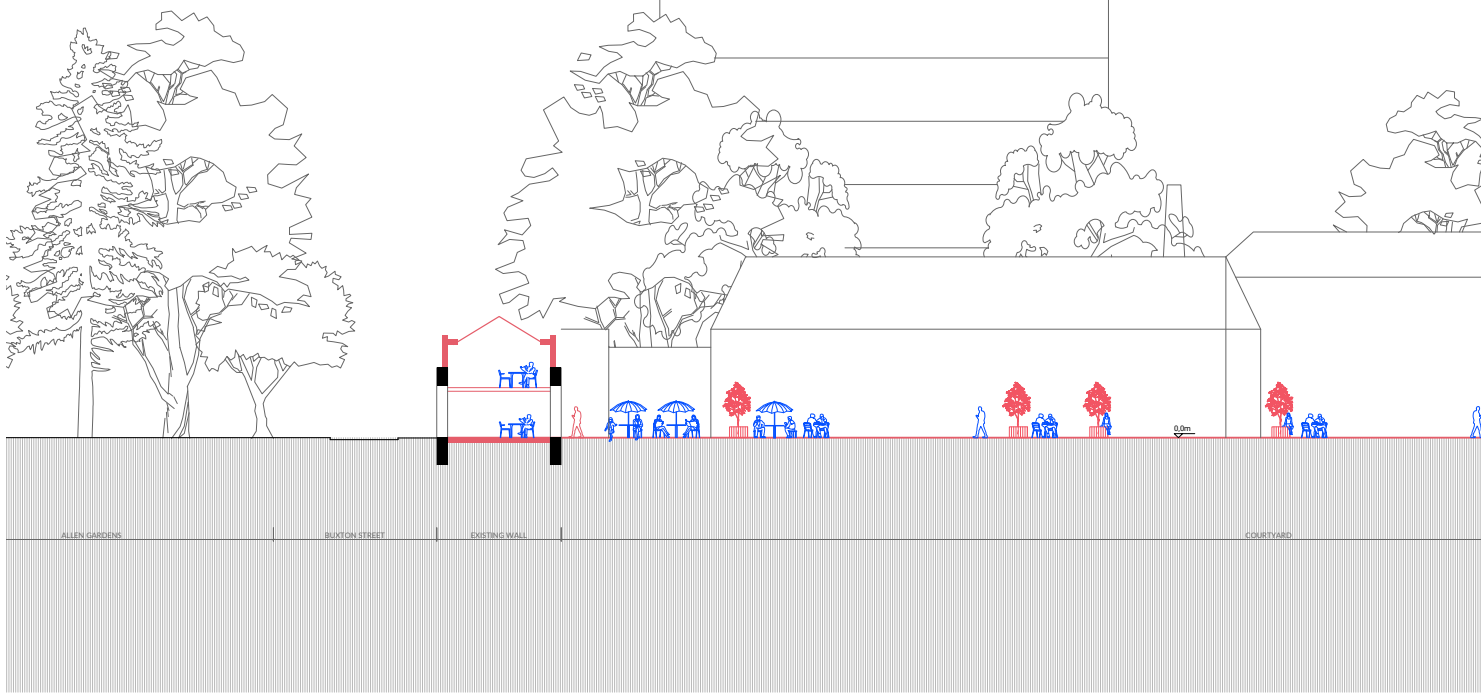 0,0m
ALLEN GARDENS
BUXTON STREET
EXISTING WALL
COURTYARD